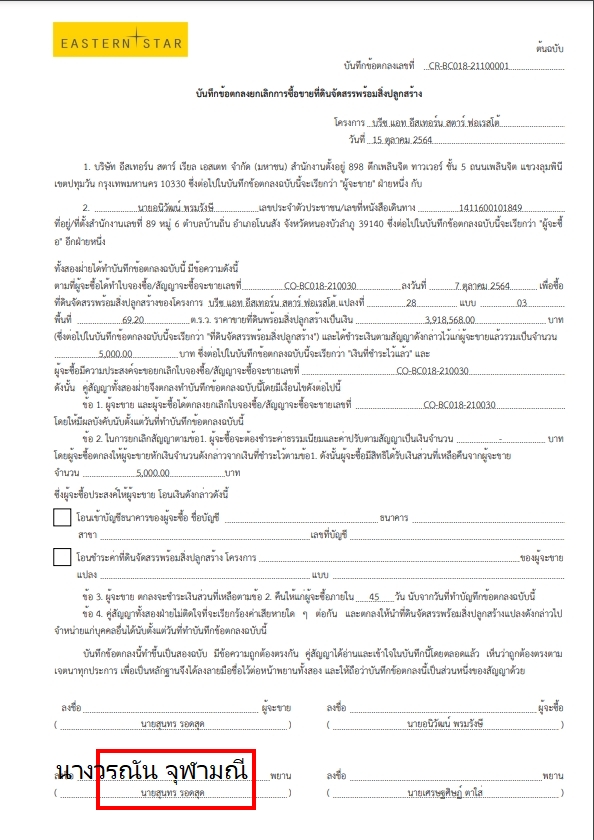 EASTERN STAR
ต้นฉบับ
บันทึกข้อตกลงเลขที่ CR-BC018-21100001
บันทึกข้อตกลงยกเลิกการซื้อขายที่ดินจัดสรรพร้อมสิ่งปลูกสร้าง
โครงการ บรีซ แอท อีสเทอร์น สตาร์ ฟอเรสโต้
วันที่ 15 ตุลาคม 2564
1. บริษัท อีสเทอร์น สตาร์ เรียล เอสเตท จำกัด (มหาชน) สำนักงานตั้งอยู่ 898 ตึกเพลินจิต ทาวเวอร์ ชั้น 5 ถนนเพลินจิต แขวงลุมพินี
เขตปทุมวัน กรุงเทพมหานคร 10330 ซึ่งต่อไปในบันทึกข้อตกลงฉบับนี้จะเรียกว่า "ผู้จะขาย" ฝ่ายหนึ่ง กับ
2. นายอนิวัฒน์ พรมรังษี เลขประจำตัวประชาชน/เลขที่หนังสือเดินทาง 1411600101849
ที่อยู่/ที่ตั้งสำนักงานเลขที่ 89 หมู่ 6 ตำบลบ้านถิ่น อำเภอโนนสัง จังหวัดหนองบัวลำภู 39140 ซึ่งต่อไปในบันทึกข้อตกลงฉบับนี้จะเรียกว่า "ผู้จะซื้
อ" อีกฝ่ายหนึ่ง
ทั้งสองฝ่ายได้ทำบันทึกข้อตกลงฉบับนี้ มีข้อความดังนี้
ตามที่ผู้จะซื้อได้ทำใบจองซื้อ/สัญญาจะซื้อจะขายเลขที่ CO-BC018-210030 ลงวันที่ 7 ตุลาคม 2564 เพื่อซื้อ
ที่ดินจัดสรรพร้อมสิ่งปลูกสร้างของโครงการ บรีซ แอท อีสเทอร์น สตาร์ ฟอเรสโต้ แปลงที่ 28 แบบ 03
พื้นที่ 69.20 ต.ร.ว. ราคาขายที่ดินพร้อมสิ่งปลูกสร้างเป็นเงิน 3,918,568.00 บาท
(ซึ่งต่อไปในบันทึกข้อตกลงฉบับนี้จะเรียกว่า "ที่ดินจัดสรรพร้อมสิ่งปลูกสร้าง") และได้ชำระเงินตามสัญญาดังกล่าวไว้แก่ผู้จะขายแล้วรวมเป็นจำนวน
5,000.00 บาท ซึ่งต่อไปในบันทึกข้อตกลงฉบับนี้จะเรียกว่า "เงินที่ชำระไว้แล้ว" และ
ผู้จะซื้อมีความประสงค์จะขอยกเลิกใบจองซื้อ/สัญญาจะซื้อจะขายเลขที่ CO-BC018-210030
ดังนั้น คู่สัญญาทั้งสองฝ่ายจึงตกลงทำบันทึกข้อตกลงฉบับนี้โดยมีเงื่อนไขดังต่อไปนี้
ข้อ 1. ผู้จะขาย และผู้จะซื้อได้ตกลงยกเลิกใบจองซื้อ/สัญญาจะซื้อจะขายเลขที่ CO-BC018-210030
โดยให้มีผลบังคับนับตั้งแต่วันที่ทำบันทึกข้อตกลงฉบับนี้
ข้อ 2. ในการยกเลิกสัญญาตามข้อ1. ผู้จะซื้อจะต้องชำระค่าธรรมเนียมและค่าปรับตามสัญญาเป็นเงินจำนวน - บาท
โดยผู้จะซื้อตกลงให้ผู้จะขายหักเงินจำนวนดังกล่าวจากเงินที่ชำระไว้ตามข้อ1. ดังนั้นผู้จะซื้อมีสิทธิได้รับเงินส่วนที่เหลือคืนจากผู้จะขาย
จำนวน 5,000.00 บาท
ซึ่งผู้จะซื้อประสงค์ให้ผู้จะขาย โอนเงินดังกล่าวดังนี้
โอนเข้าบัญชีธนาคารของผู้จะซื้อ ชื่อบัญชี ธนาคาร
สาขา เลขที่บัญชี
โอนชำระค่าที่ดินจัดสรรพร้อมสิ่งปลูกสร้าง โครงการ ของผู้จะขาย
แปลง แบบ
ข้อ 3. ผู้จะขาย ตกลงจะชำระเงินส่วนที่เหลือตามข้อ 2. คืนให้แก่ผู้จะซื้อภายใน 45 วัน นับจากวันที่ทำบันทึกข้อตกลงฉบับนี้
ข้อ 4. คู่สัญญาทั้งสองฝ่ายไม่ติดใจที่จะเรียกร้องค่าเสียหายใด ๆ ต่อกัน และตกลงให้นำที่ดินจัดสรรพร้อมสิ่งปลูกสร้างแปลงดังกล่าวไป
จำหน่ายแก่บุคคลอื่นได้นับตั้งแต่วันที่ทำบันทึกข้อตกลงฉบับนี้
บันทึกข้อตกลงนี้ทำขึ้นเป็นสองฉบับ มีข้อความถูกต้องตรงกัน คู่สัญญาได้อ่านและเข้าใจในบันทึกนี้โดยตลอดแล้ว เห็นว่าถูกต้องตรงตาม
เจตนาทุกประการ เพื่อเป็นหลักฐานจึงได้ลงลายมือชื่อไว้ต่อหน้าพยานทั้งสอง และให้ถือว่าบันทึกข้อตกลงนี้เป็นส่วนหนึ่งของสัญญาด้วย
ลงชื่อ ผู้จะขาย ลงชื่อ ผู้จะซื้อ
( นายสุนทร รอดสุด ) ( นายอนิวัฒน์ พรมรังษี )
นางวรณัน จุฬามณี
ลงชื่อ พยาน ลงชื่อ พยาน
( นายสุนทร รอดสุด ) ( นายเศรษฐศิษฏ์ ตาใส่ )